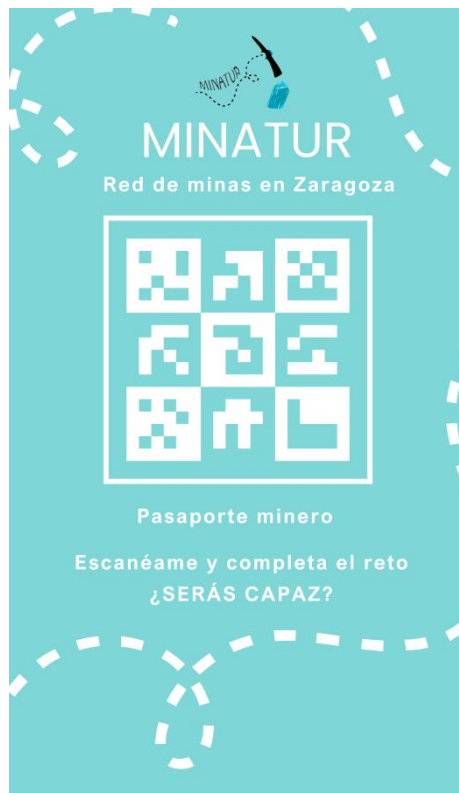 MINATUR
MINATUR
Red de minas en Zaragoza
Pasaporte minero
Escanéame y completa el reto
¿SERÁS CAPAZ?